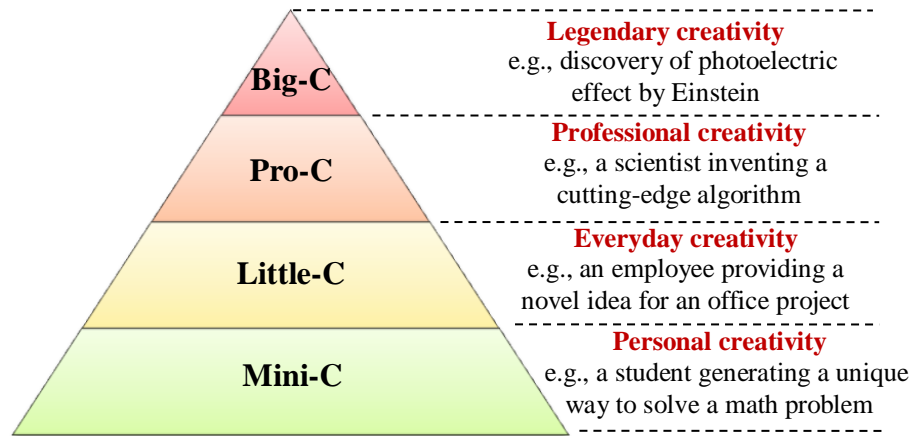 Big-C
Legendary creativity
e.g., discovery of photoelectric
effect by Einstein
Pro-C
Professional creativity
e.g., a scientist inventing a
cutting-edge algorithm
Little-C
Everyday creativity
e.g., an employee providing a
novel idea for an office project
Mini-C
Personal creativity
e.g., a student generating a unique
way to solve a math problem